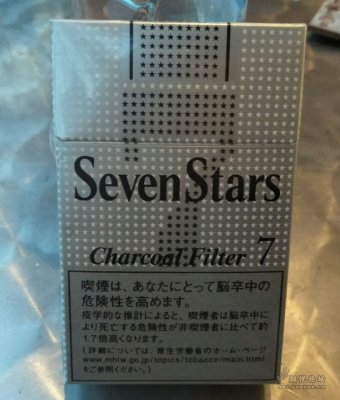 Seven Stars
Charcoal Filter 7
喫煙は、あなたにとって脳卒中の
危険性を高めます。
疫学的な推計によると、喫煙者は脳卒中に
より死亡する危険性が非喫煙者に比べて約
1.7倍高くなります。
(詳細については、厚生労働省のホーム・ページ
www.mhlw.go.jp/topics/tobacco/main.html
をご参照ください。)